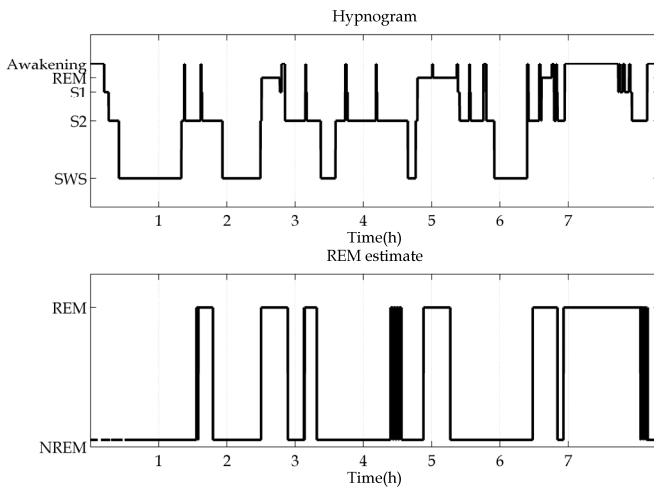 Hypnogram
Awakening
REM
S1
S2
SWS
1 2 3 4 5 6 7
Time(h)
REM estimate
REM
NREM
1 2 3 4 5 6 7
Time(h)